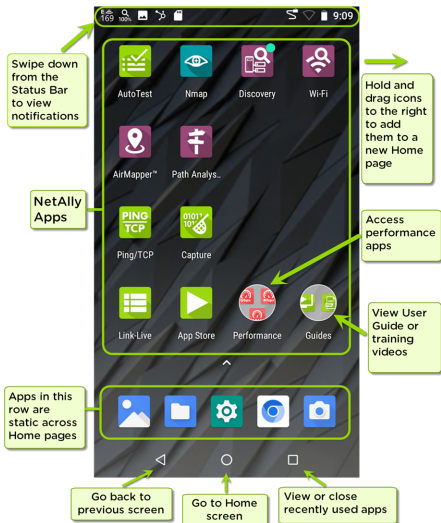 E
169
100%
9:09
Swipe down
from the
Status Bar
to view
notifications
AutoTest
Nmap
Discovery
Wi-Fi
Hold and
drag icons
to the right
to add
them to a
new Home
page
AirMapper™
Path Analys..
NetAlly
Apps
PING
TCP
Ping/TCP
Capture
Access
performance
apps
Link-Live
App Store
Performance
Guides
View User
Guide or
training
videos
Apps in this
row are
static across
Home pages
Go back to
previous screen
Go to Home
screen
View or close
recently used apps